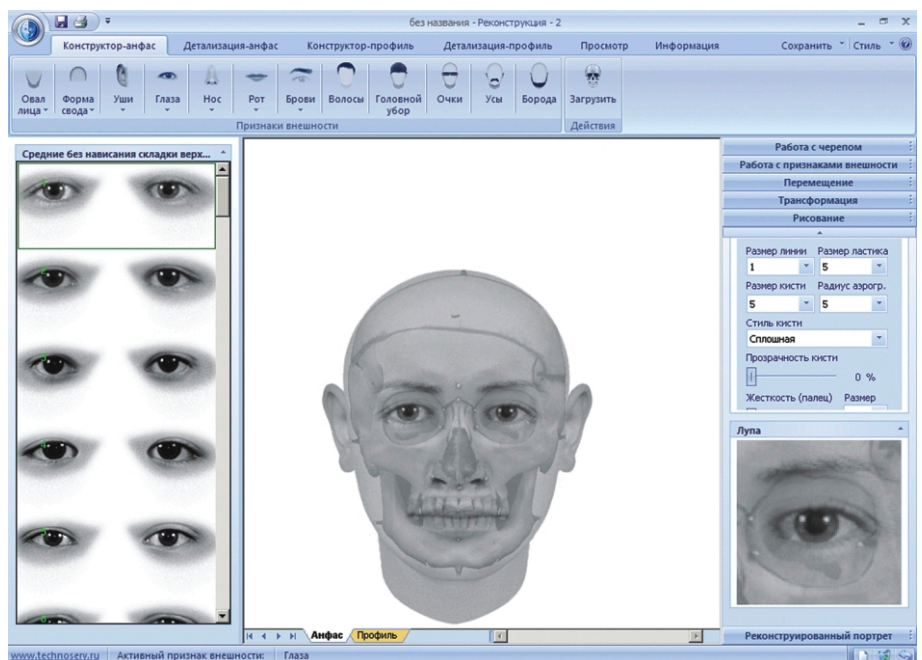 без названия - Реконструкция - 2
Конструктор-анфас Детализация-анфас Конструктор-профиль Детализация-профиль Просмотр Информация Сохранить Стиль
Овал лица
Форма свода
Уши
Глаза
Нос
Рот
Брови
Волосы
Головной убор
Очки
Усы
Борода
Загрузить
Признаки внешности
Действия
Средние без нависания складки верх...
Работа с черепом
Работа с признаками внешности
Перемещение
Трансформация
Рисование
Размер линии Размер ластика
1 5
Размер кисти Радиус аэрогр.
5 5
Стиль кисти
Сплошная
Прозрачность кисти
0 %
Жесткость (палец) Размер
Лупа
Реконструированный портрет
Анфас Профиль
www.technoserv.ru Активный признак внешности: Глаза